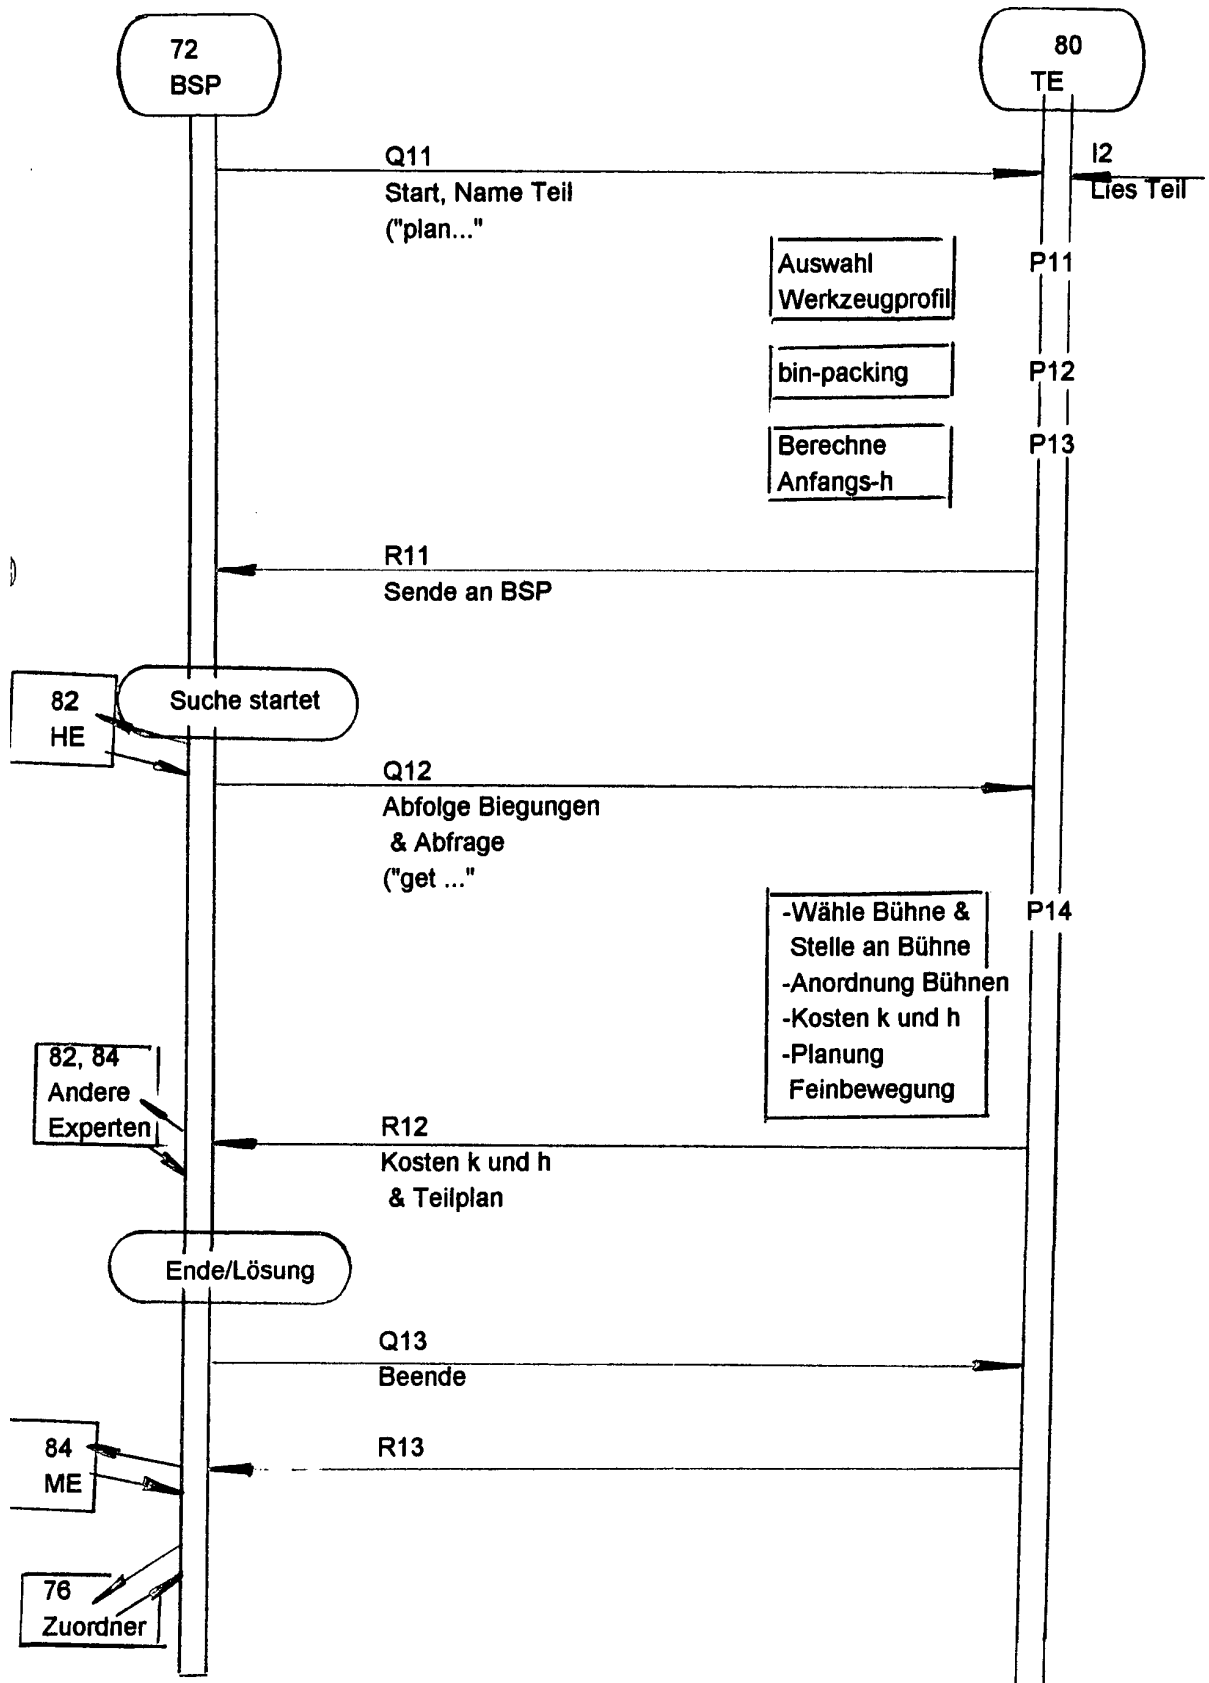 72
BSP
80
TE
Q11
Start, Name Teil
("plan..."
I2
Lies Teil
Auswahl
Werkzeugprofil
P11
bin-packing
P12
Berechne
Anfangs-h
P13
R11
Sende an BSP
Suche startet
82
HE
Q12
Abfolge Biegungen
& Abfrage
("get ..."
-Wähle Bühne &
Stelle an Bühne
-Anordnung Bühnen
-Kosten k und h
-Planung
Feinbewegung
P14
82, 84
Andere
Experten
R12
Kosten k und h
& Teilplan
Ende/Lösung
Q13
Beende
84
ME
R13
76
Zuordner